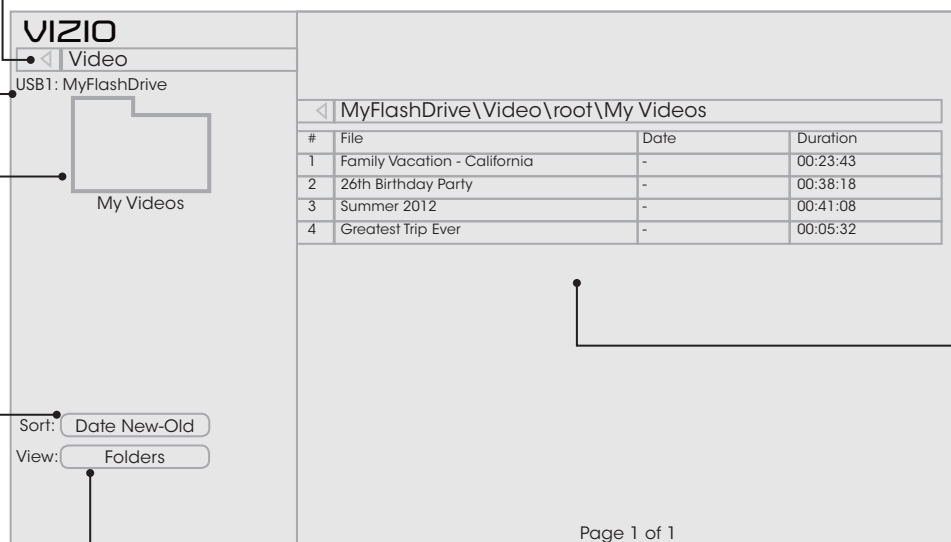 VIZIO
Video
USB1: MyFlashDrive
My Videos
Sort: Date New-Old
View: Folders
MyFlashDrive\Video\root\My Videos
# File Date Duration
1 Family Vacation - California - 00:23:43
2 26th Birthday Party - 00:38:18
3 Summer 2012 - 00:41:08
4 Greatest Trip Ever - 00:05:32
Page 1 of 1